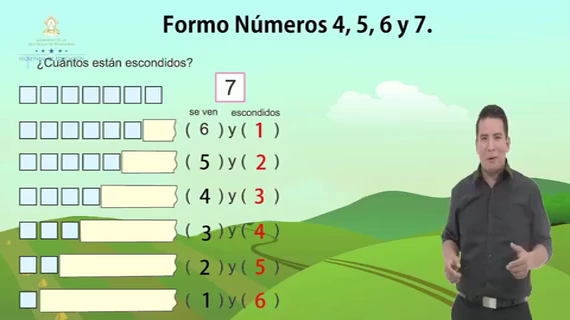 Formo Números 4, 5, 6 y 7.
¿Cuántos están escondidos?
7
se ven escondidos
( 6 ) y ( 1 )
( 5 ) y ( 2 )
( 4 ) y ( 3 )
( 3 ) y ( 4 )
( 2 ) y ( 5 )
( 1 ) y ( 6 )